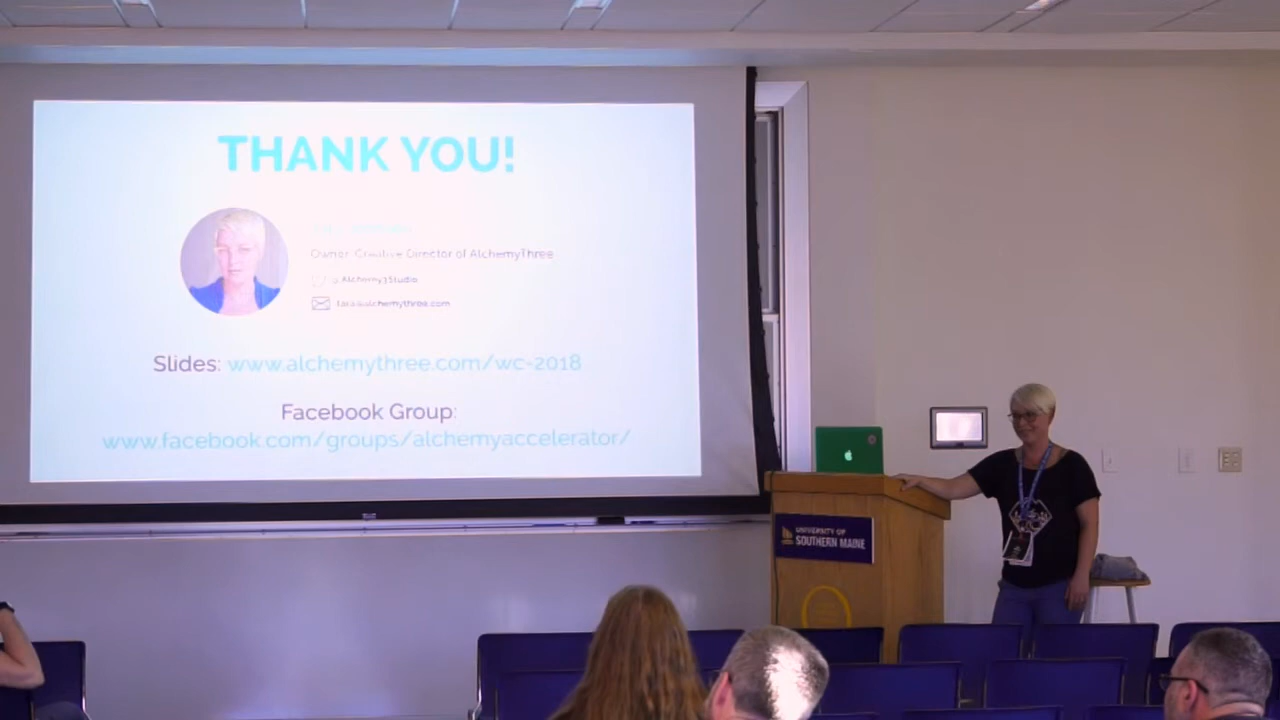 THANK YOU!
Owner, Creative Director of AlchemyThree
@Alchemy3Studio
Slides: www.alchemythree.com/wc-2018
Facebook Group:
www.facebook.com/groups/alchemyaccelerator/
UNIVERSITY OF
SOUTHERN MAINE